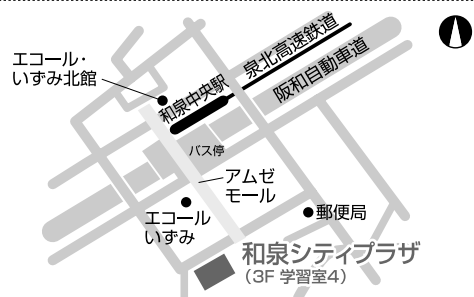 エコール・
いずみ北館
和泉中央駅
泉北高速鉄道
阪和自動車道
バス停
アムゼ
モール
エコール
いずみ
郵便局
和泉シティプラザ
（3F 学習室4）